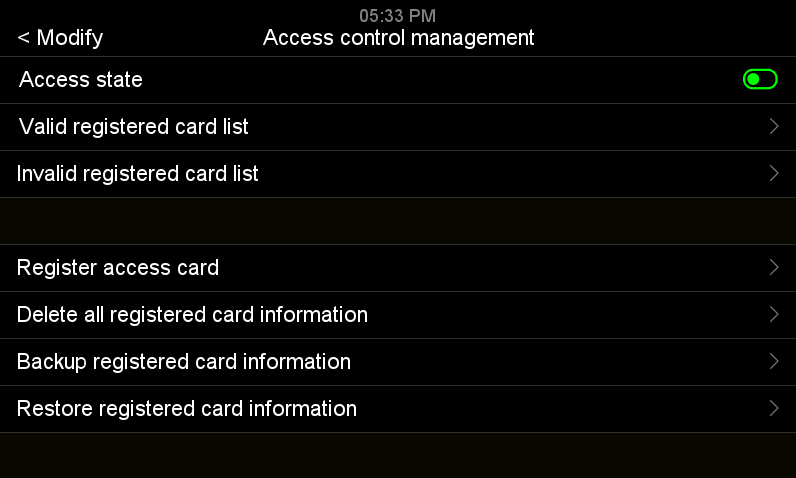 05:33 PM
< Modify Access control management
Access state
Valid registered card list
Invalid registered card list
Register access card
Delete all registered card information
Backup registered card information
Restore registered card information